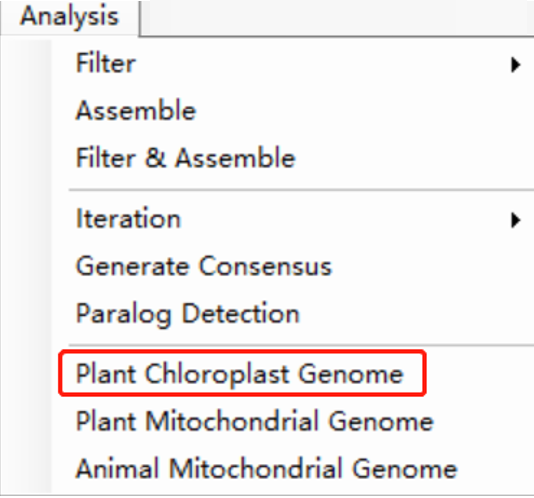 Analysis
Filter
Assemble
Filter & Assemble
Iteration
Generate Consensus
Paralog Detection
Plant Chloroplast Genome
Plant Mitochondrial Genome
Animal Mitochondrial Genome